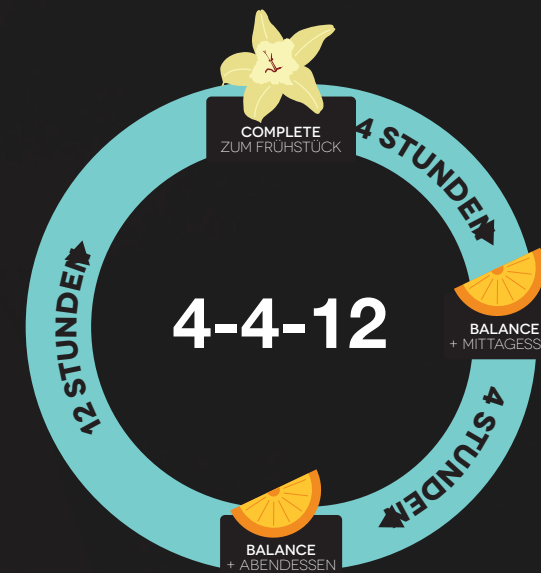 COMPLETE
ZUM FRÜHSTÜCK
4 STUNDEN
BALANCE
+ MITTAGESS
4 STUNDEN
BALANCE
+ ABENDESSEN
12 STUNDEN
4-4-12